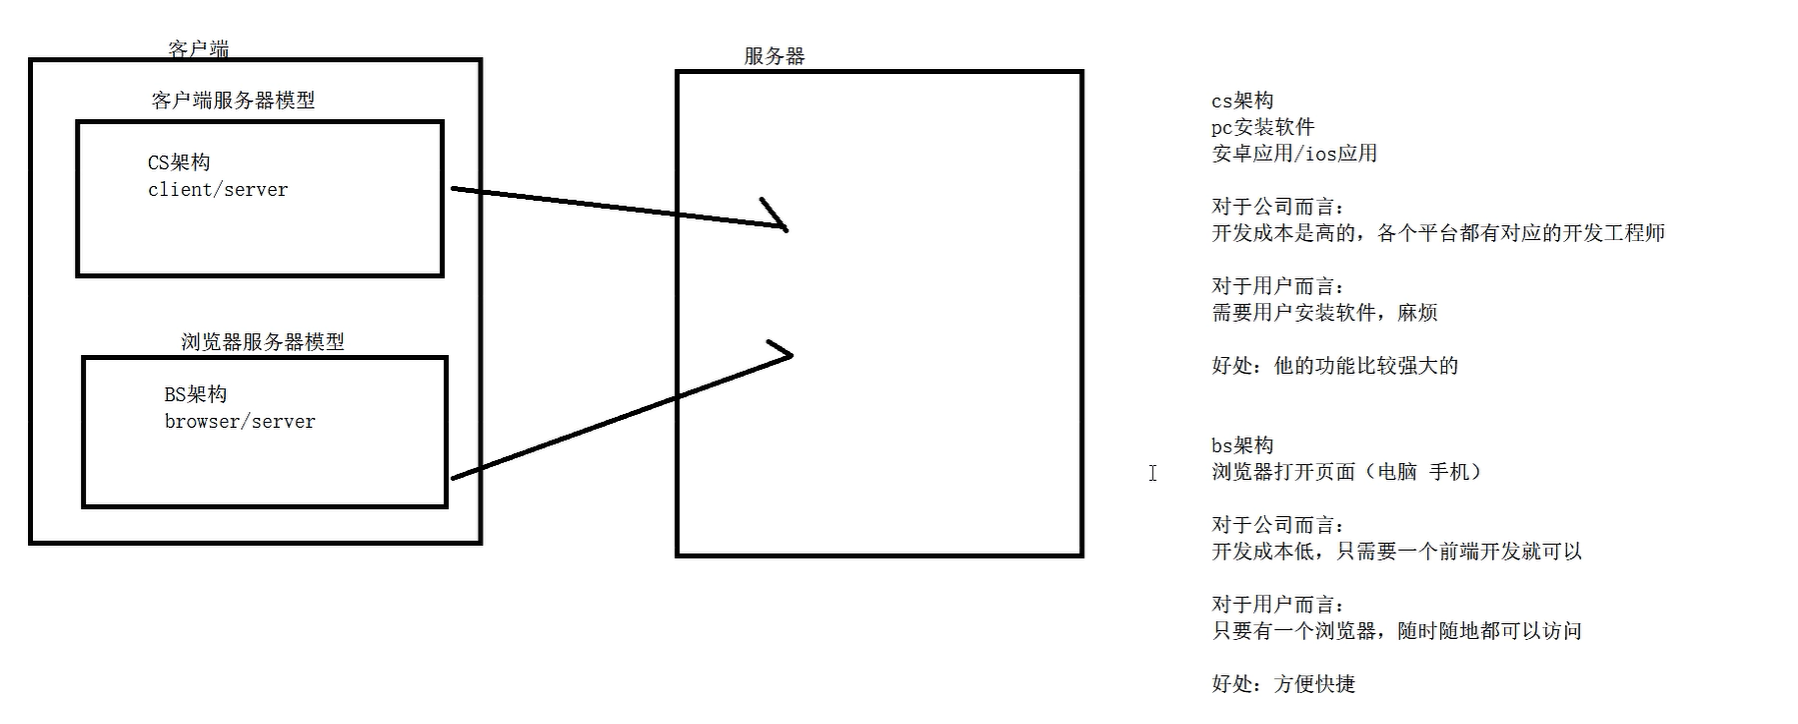 客户端
客户端服务器模型
CS架构
client/server
浏览器服务器模型
BS架构
browser/server
服务器
cs架构
pc安装软件
安卓应用/ios应用
对于公司而言：
开发成本是高的，各个平台都有对应的开发工程师
对于用户而言：
需要用户安装软件，麻烦
好处：他的功能比较强大的
bs架构
浏览器打开页面（电脑 手机）
对于公司而言：
开发成本低，只需要一个前端开发就可以
对于用户而言：
只要有一个浏览器，随时随地都可以访问
好处：方便快捷